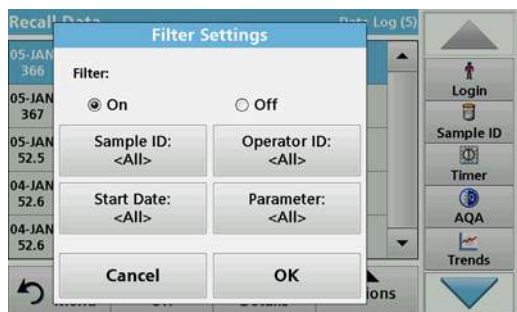 Recall Data
Data Log (5)
Filter Settings
05-JAN
366
05-JAN
367
05-JAN
52.5
04-JAN
52.6
04-JAN
52.6
Filter:
On
Off
Sample ID:
<All>
Operator ID:
<All>
Start Date:
<All>
Parameter:
<All>
Cancel
OK
Login
Sample ID
Timer
AQA
Trends